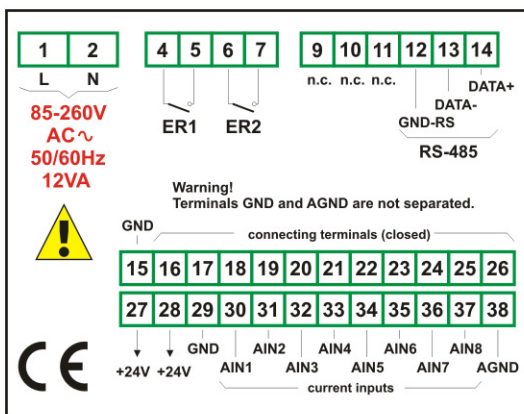 1 2
L N
85-260V
AC ~
50/60Hz
12VA
4 5 6 7
ER1 ER2
9 10 11 12 13 14
n.c. n.c. n.c.
DATA+
DATA-
GND-RS
RS-485
Warning!
Terminals GND and AGND are not separated.
!
GND
connecting terminals (closed)
15 16 17 18 19 20 21 22 23 24 25 26
27 28 29 30 31 32 33 34 35 36 37 38
GND AIN2 AIN4 AIN6 AIN8
+24V +24V AIN1 AIN3 AIN5 AIN7 AGND
current inputs
CE